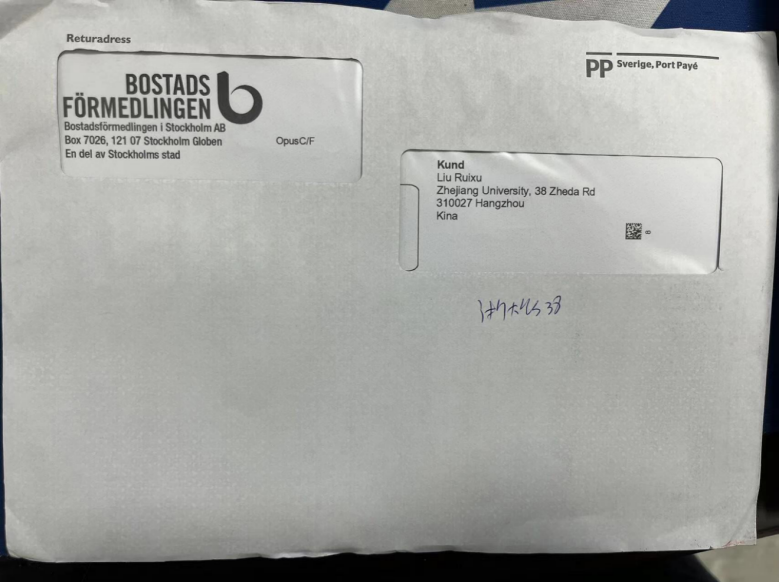 Returadress
BOSTADS
FÖRMEDLINGEN
Bostadsförmedlingen i Stockholm AB
Box 7026, 121 07 Stockholm Globen
OpusC/F
En del av Stockholms stad
PP Sverige, Port Payé
Kund
Liu Ruixu
Zhejiang University, 38 Zheda Rd
310027 Hangzhou
Kina
38